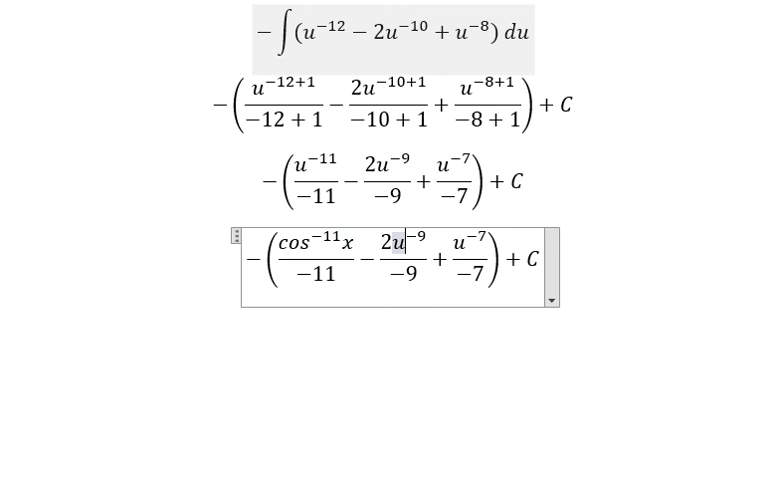 −∫(u⁻¹² − 2u⁻¹⁰ + u⁻⁸) du
−(u⁻¹²⁺¹/(−12 + 1) − 2u⁻¹⁰⁺¹/(−10 + 1) + u⁻⁸⁺¹/(−8 + 1)) + C
−(u⁻¹¹/−11 − 2u⁻⁹/−9 + u⁻⁷/−7) + C
−(cos⁻¹¹x/−11 − 2u⁻⁹/−9 + u⁻⁷/−7) + C